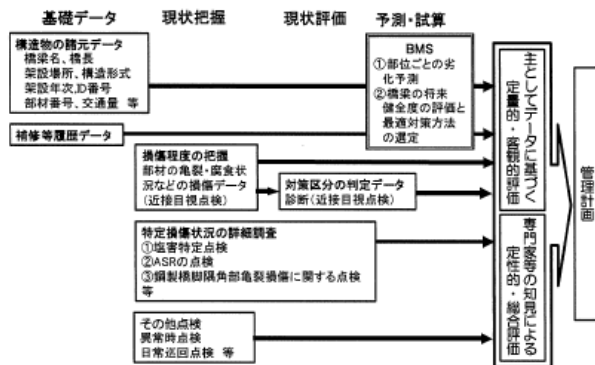 基礎データ
現状把握
現状評価
予測・試算
構造物の諸元データ
橋梁名、橋長
架設場所、構造形式
架設年次,ID番号
部材番号、交通量 等
BMS
①部位ごとの劣
化予測
②橋梁の将来
健全度の評価と
最適対策方法
の選定
補修等履歴データ
損傷程度の把握
部材の亀裂・腐食状
況などの損傷データ
(近接目視点検)
対策区分の判定データ
診断(近接目視点検)
特定損傷状況の詳細調査
①塩害特定点検
②ASRの点検
③鋼製橋脚隅角部亀裂損傷に関する点検
等
その他点検
異常時点検
日常巡回点検 等
主としてデータに基づく
定量的・客観的評価
専門家等の知見による
定性的・総合評価
管理計画